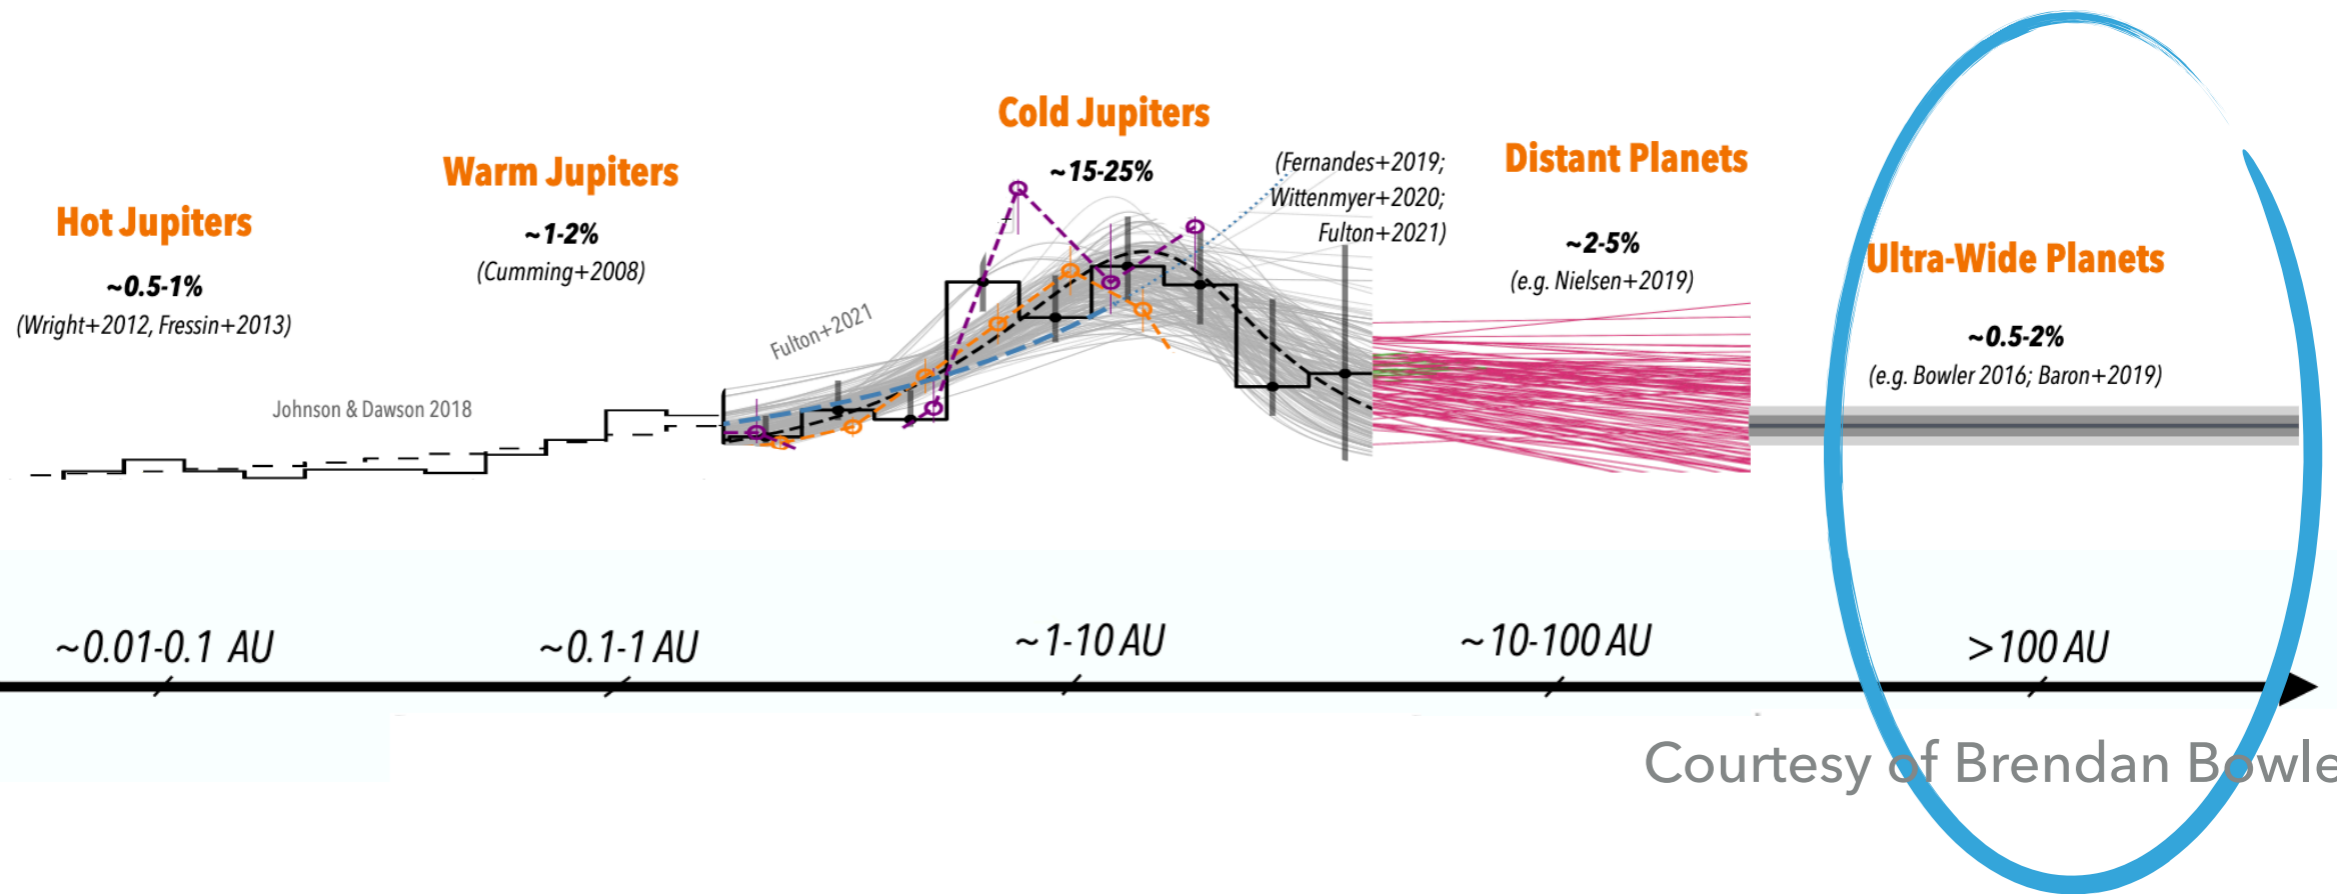 Hot Jupiters
~0.5-1%
(Wright+2012, Fressin+2013)
Johnson & Dawson 2018
Warm Jupiters
~1-2%
(Cumming+2008)
Fulton+2021
Cold Jupiters
~15-25%
(Fernandes+2019;
Wittenmyer+2020;
Fulton+2021)
Distant Planets
~2-5%
(e.g. Nielsen+2019)
Ultra-Wide Planets
~0.5-2%
(e.g. Bowler 2016; Baron+2019)
~0.01-0.1 AU
~0.1-1 AU
~1-10 AU
~10-100 AU
>100 AU
Courtesy of Brendan Bowle